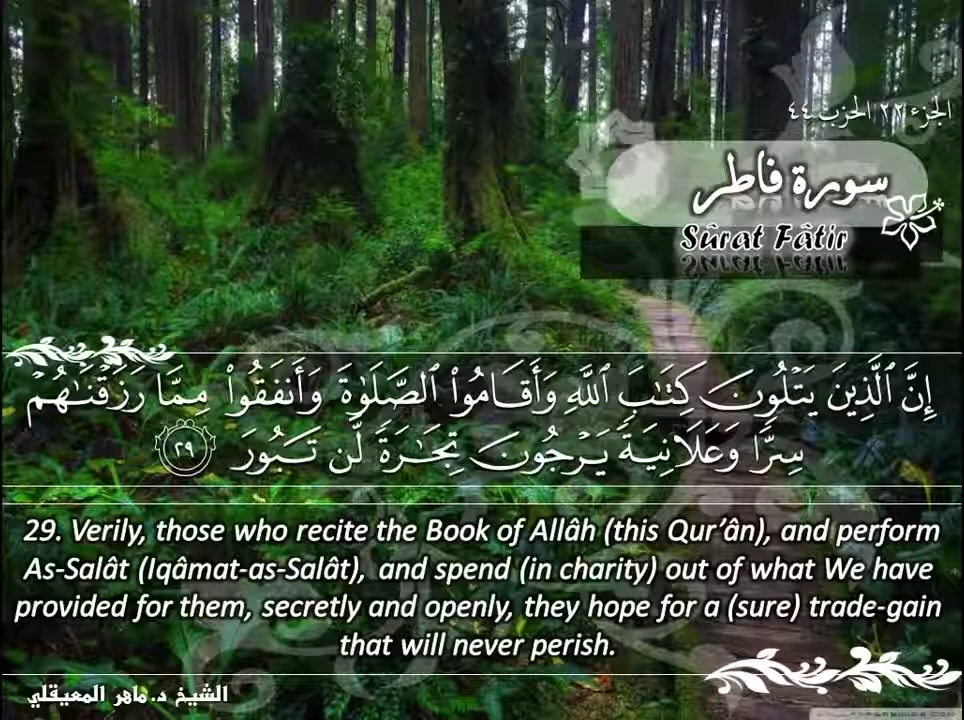 الجزء ٢٢ الحزب ٤٤
سورة فاطر
Sûrat Fâtir
إِنَّ ٱلَّذِينَ يَتْلُونَ كِتَٰبَ ٱللَّهِ وَأَقَامُوا۟ ٱلصَّلَوٰةَ وَأَنفَقُوا۟ مِمَّا رَزَقْنَٰهُمْ
سِرًّا وَعَلَانِيَةً يَرْجُونَ تِجَٰرَةً لَّن تَبُورَ ٢٩
29. Verily, those who recite the Book of Allâh (this Qur’ân), and perform
As-Salât (Iqâmat-as-Salât), and spend (in charity) out of what We have
provided for them, secretly and openly, they hope for a (sure) trade-gain
that will never perish.
الشيخ د. ماهر المعيقلي